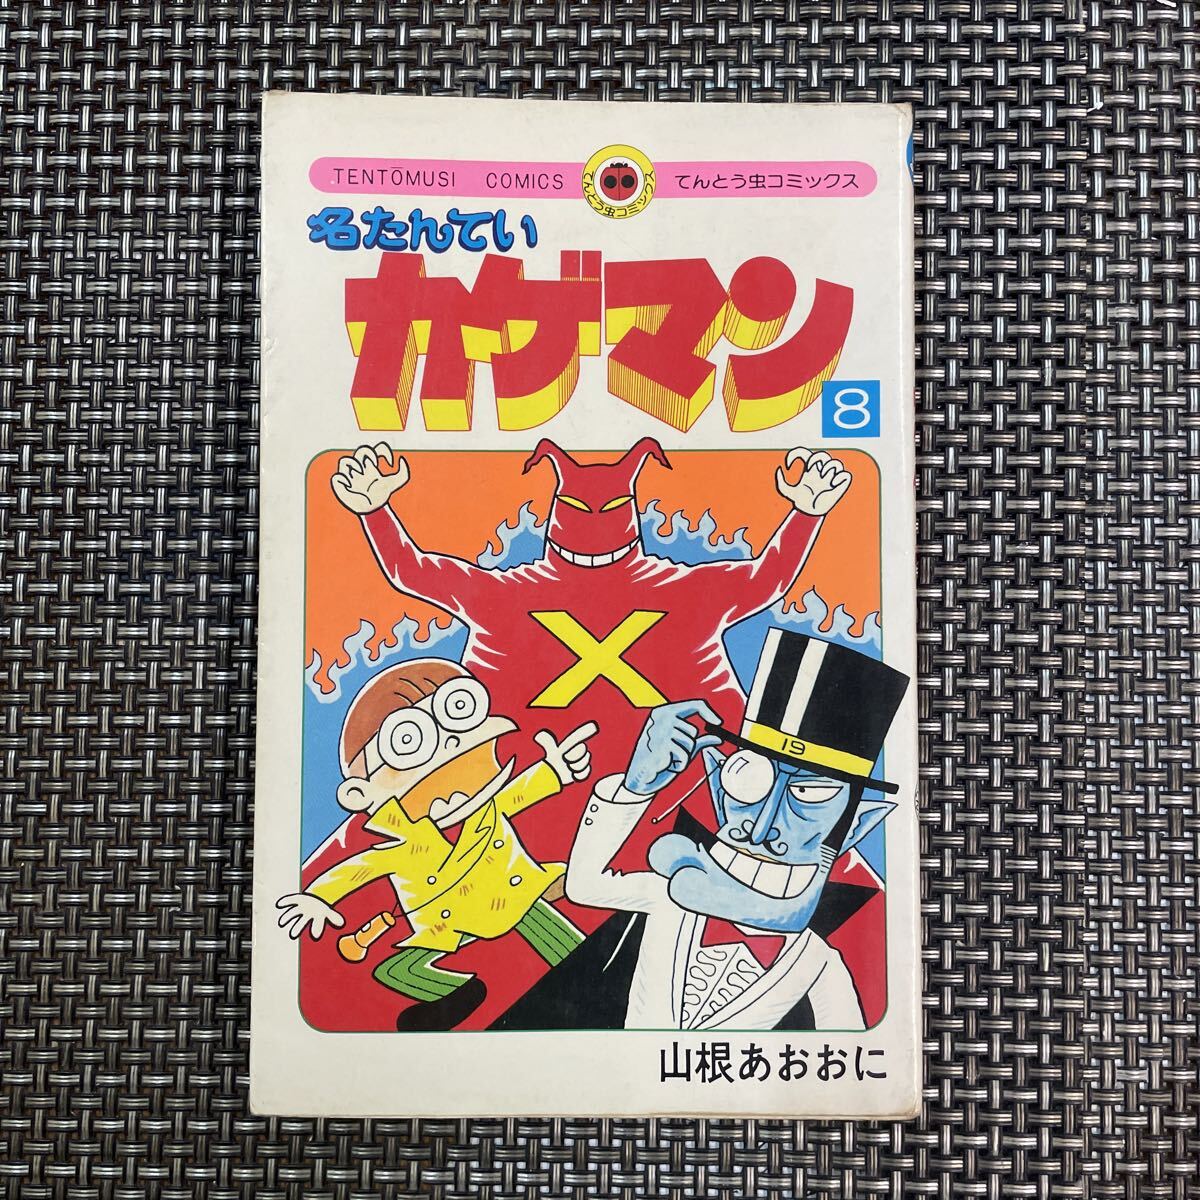 TENTŌMUSI COMICS
てんとう虫コミックス
てんとう虫コミックス
名たんてい
カゲマン
8
X
19
山根あおおに